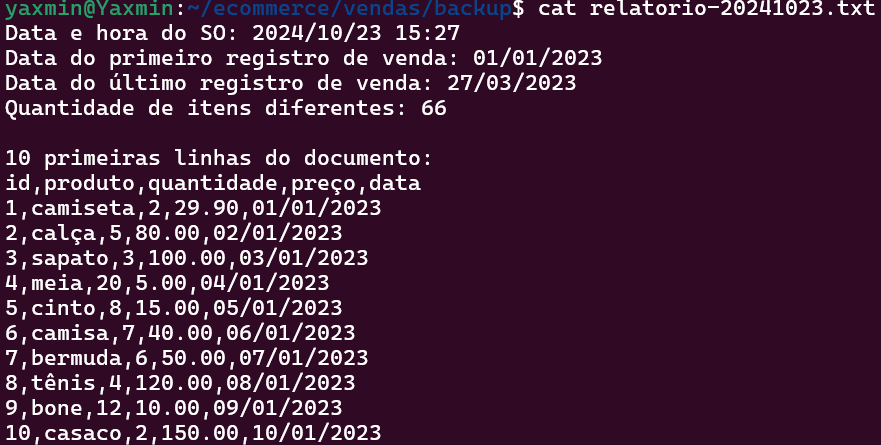 yaxmin@Yaxmin:~/ecommerce/vendas/backup$ cat relatorio-20241023.txt
Data e hora do SO: 2024/10/23 15:27
Data do primeiro registro de venda: 01/01/2023
Data do último registro de venda: 27/03/2023
Quantidade de itens diferentes: 66

10 primeiras linhas do documento:
id,produto,quantidade,preço,data
1,camiseta,2,29.90,01/01/2023
2,calça,5,80.00,02/01/2023
3,sapato,3,100.00,03/01/2023
4,meia,20,5.00,04/01/2023
5,cinto,8,15.00,05/01/2023
6,camisa,7,40.00,06/01/2023
7,bermuda,6,50.00,07/01/2023
8,tênis,4,120.00,08/01/2023
9,bone,12,10.00,09/01/2023
10,casaco,2,150.00,10/01/2023